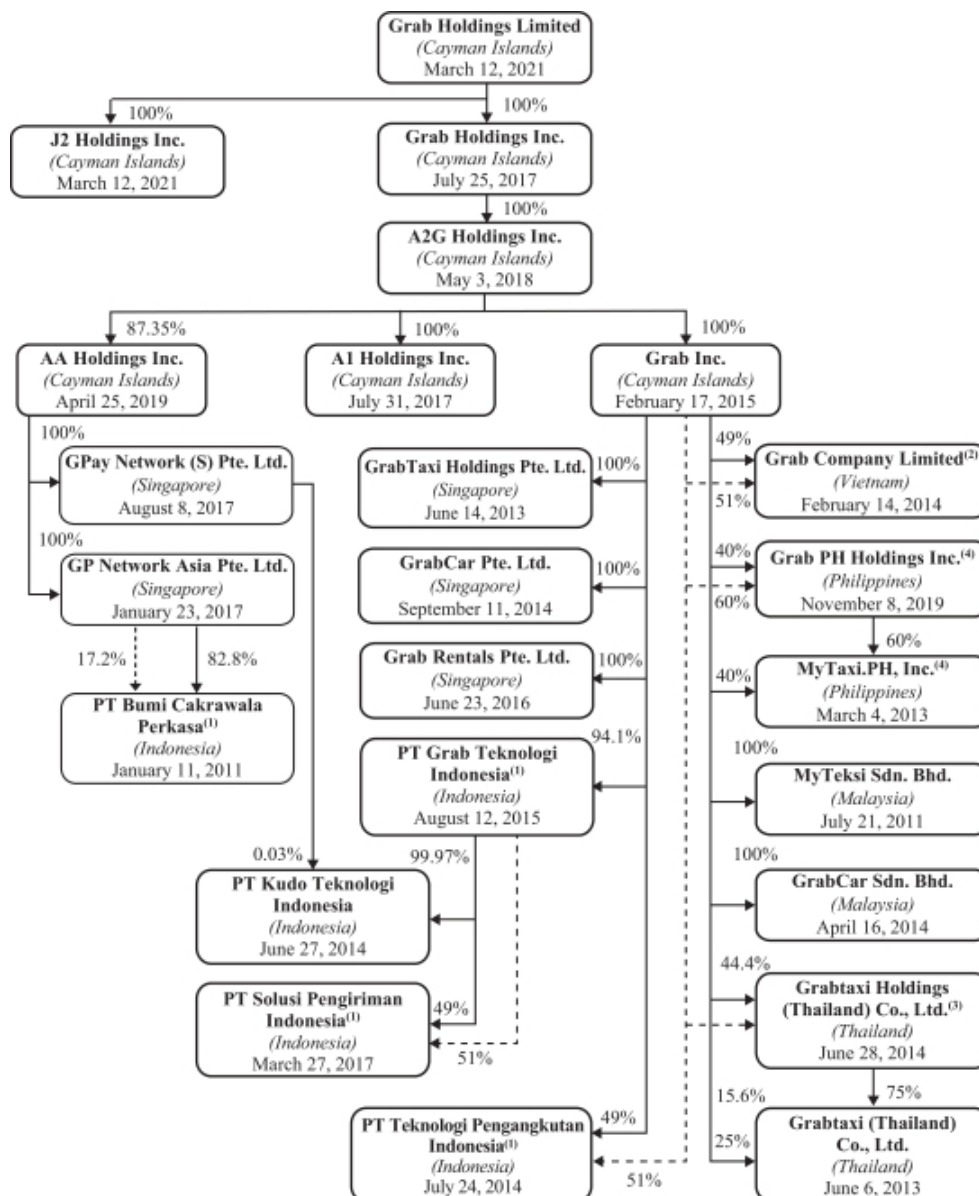 Grab Holdings Limited
(Cayman Islands)
March 12, 2021
100%
100%
J2 Holdings Inc.
(Cayman Islands)
March 12, 2021
Grab Holdings Inc.
(Cayman Islands)
July 25, 2017
100%
A2G Holdings Inc.
(Cayman Islands)
May 3, 2018
87.35%
100%
100%
AA Holdings Inc.
(Cayman Islands)
April 25, 2019
A1 Holdings Inc.
(Cayman Islands)
July 31, 2017
Grab Inc.
(Cayman Islands)
February 17, 2015
100%
GPay Network (S) Pte. Ltd.
(Singapore)
August 8, 2017
100%
GP Network Asia Pte. Ltd.
(Singapore)
January 23, 2017
17.2%
82.8%
PT Bumi Cakrawala
Perkasa(1)
(Indonesia)
January 11, 2011
GrabTaxi Holdings Pte. Ltd.
(Singapore)
June 14, 2013
100%
GrabCar Pte. Ltd.
(Singapore)
September 11, 2014
100%
Grab Rentals Pte. Ltd.
(Singapore)
June 23, 2016
100%
94.1%
PT Grab Teknologi
Indonesia(1)
(Indonesia)
August 12, 2015
0.03%
99.97%
PT Kudo Teknologi
Indonesia
(Indonesia)
June 27, 2014
PT Solusi Pengiriman
Indonesia(1)
(Indonesia)
March 27, 2017
49%
51%
PT Teknologi Pengangkutan
Indonesia(1)
(Indonesia)
July 24, 2014
49%
51%
49%
51%
Grab Company Limited(2)
(Vietnam)
February 14, 2014
40%
60%
Grab PH Holdings Inc.(4)
(Philippines)
November 8, 2019
60%
40%
MyTaxi.PH, Inc.(4)
(Philippines)
March 4, 2013
100%
MyTeksi Sdn. Bhd.
(Malaysia)
July 21, 2011
100%
GrabCar Sdn. Bhd.
(Malaysia)
April 16, 2014
44.4%
Grabtaxi Holdings
(Thailand) Co., Ltd.(3)
(Thailand)
June 28, 2014
15.6%
75%
25%
Grabtaxi (Thailand)
Co., Ltd.
(Thailand)
June 6, 2013